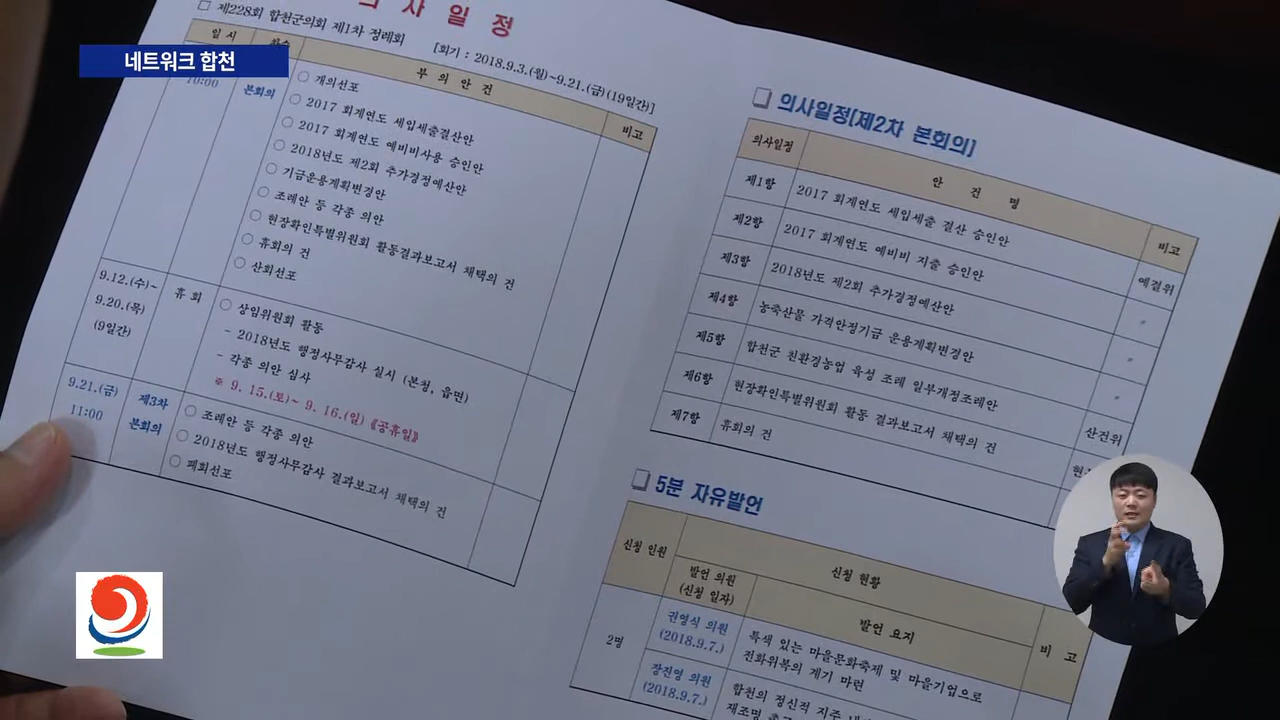 네트워크 합천
의 사 일 정
□ 제228회 합천군의회 제1차 정례회
[회기 : 2018.9.3.(월)~9.21.(금)(19일간)]
일 시
차수
부 의 안 건
비고
10:00
본회의
○ 개의선포
○ 2017 회계연도 세입세출결산안
○ 2017 회계연도 예비비사용 승인안
○ 2018년도 제2회 추가경정예산안
○ 기금운용계획변경안
○ 조례안 등 각종 의안
○ 현장확인특별위원회 활동결과보고서 채택의 건
○ 휴회의 건
○ 산회선포
9.12.(수)~
9.20.(목)
(9일간)
휴 회
○ 상임위원회 활동
- 2018년도 행정사무감사 실시 (본청, 읍면)
- 각종 의안 심사
※ 9. 15.(토)~ 9. 16.(일) 《공휴일》
9.21.(금)
11:00
제3차
본회의
○ 조례안 등 각종 의안
○ 2018년도 행정사무감사 결과보고서 채택의 건
○ 폐회선포
❏ 의사일정[제2차 본회의]
의사일정
안 건 명
비고
제1항 2017 회계연도 세입세출 결산 승인안 예결위
제2항 2017 회계연도 예비비 지출 승인안 〃
제3항 2018년도 제2회 추가경정예산안 〃
제4항 농축산물 가격안정기금 운용계획변경안 〃
제5항 합천군 친환경농업 육성 조례 일부개정조례안 산건위
제6항 현장확인특별위원회 활동 결과보고서 채택의 건
제7항 휴회의 건
❏ 5분 자유발언
신청 인원
신청 현황
비 고
발언 의원
(신청 일자)
발언 요지
2명
권영식 의원
(2018.9.7.)
특색 있는 마을문화축제 및 마을기업으로
전화위복의 계기 마련
장진영 의원
(2018.9.7.)
합천의 정신적 지주
재조명